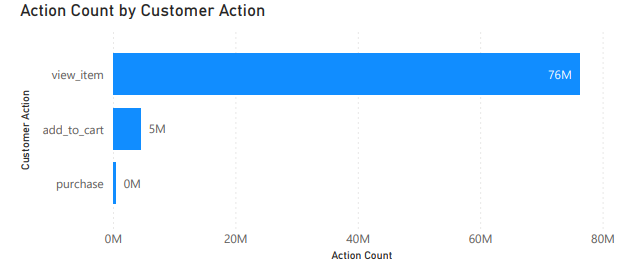 Action Count by Customer Action
Customer Action
view_item
76M
add_to_cart
5M
purchase
0M
0M 20M 40M 60M 80M
Action Count